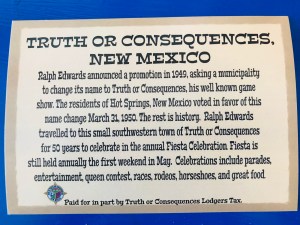 TRUTH OR CONSEQUENCES,
NEW MEXICO
Ralph Edwards announced a promotion in 1949, asking a municipality
to change its name to Truth or Consequences, his well known game
show. The residents of Hot Springs, New Mexico voted in favor of this
name change March 31, 1950. The rest is history. Ralph Edwards
travelled to this small southwestern town of Truth or Consequences
for 50 years to celebrate in the annual Fiesta Celebration. Fiesta is
still held annually the first weekend in May. Celebrations include parades,
entertainment, queen contest, races, rodeos, horseshoes, and great food.
Paid for in part by Truth or Consequences Lodgers Tax.